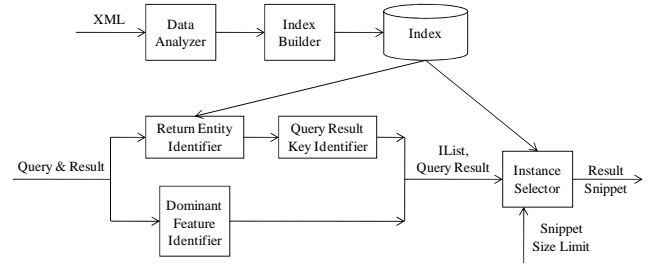 XML
Data
Analyzer
Index
Builder
Index
Return Entity
Identifier
Query Result
Key Identifier
Query & Result
IList,
Query Result
Instance
Selector
Result
Snippet
Dominant
Feature
Identifier
Snippet
Size Limit